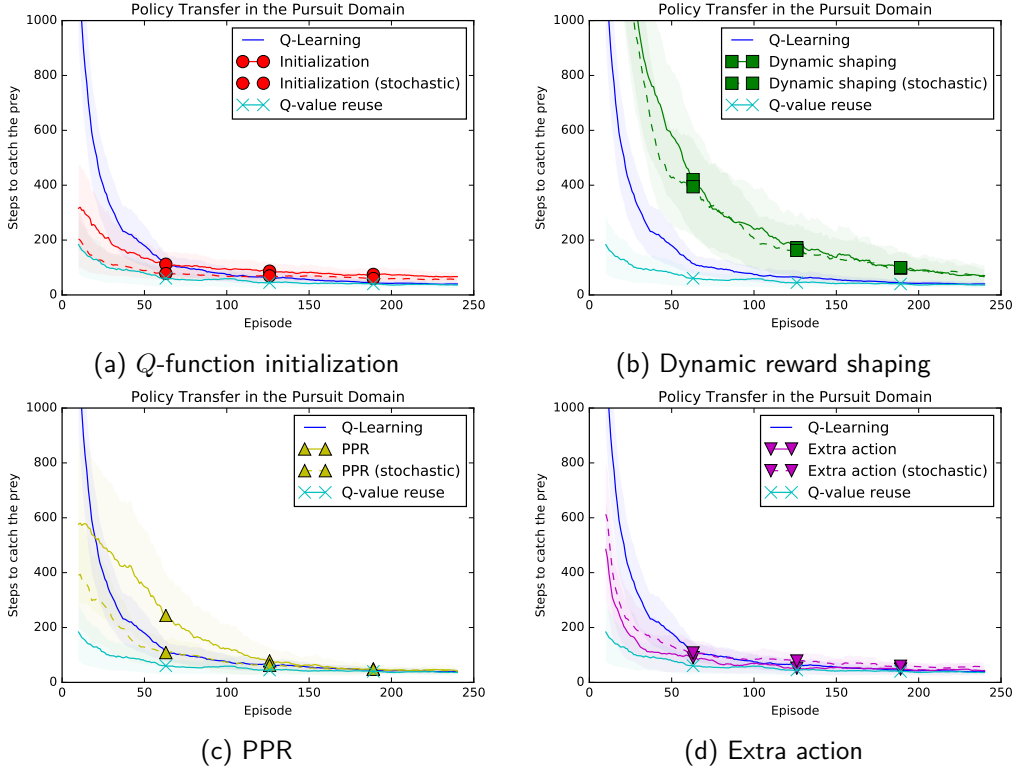 Policy Transfer in the Pursuit Domain
Steps to catch the prey
1000
800
600
400
200
0
Q-Learning
Initialization
Initialization (stochastic)
Q-value reuse
0 50 100 150 200 250
Episode
(a) Q-function initialization
Policy Transfer in the Pursuit Domain
Steps to catch the prey
1000
800
600
400
200
0
Q-Learning
Dynamic shaping
Dynamic shaping (stochastic)
Q-value reuse
0 50 100 150 200 250
Episode
(b) Dynamic reward shaping
Policy Transfer in the Pursuit Domain
Steps to catch the prey
1000
800
600
400
200
0
Q-Learning
PPR
PPR (stochastic)
Q-value reuse
0 50 100 150 200 250
Episode
(c) PPR
Policy Transfer in the Pursuit Domain
Steps to catch the prey
1000
800
600
400
200
0
Q-Learning
Extra action
Extra action (stochastic)
Q-value reuse
0 50 100 150 200 250
Episode
(d) Extra action